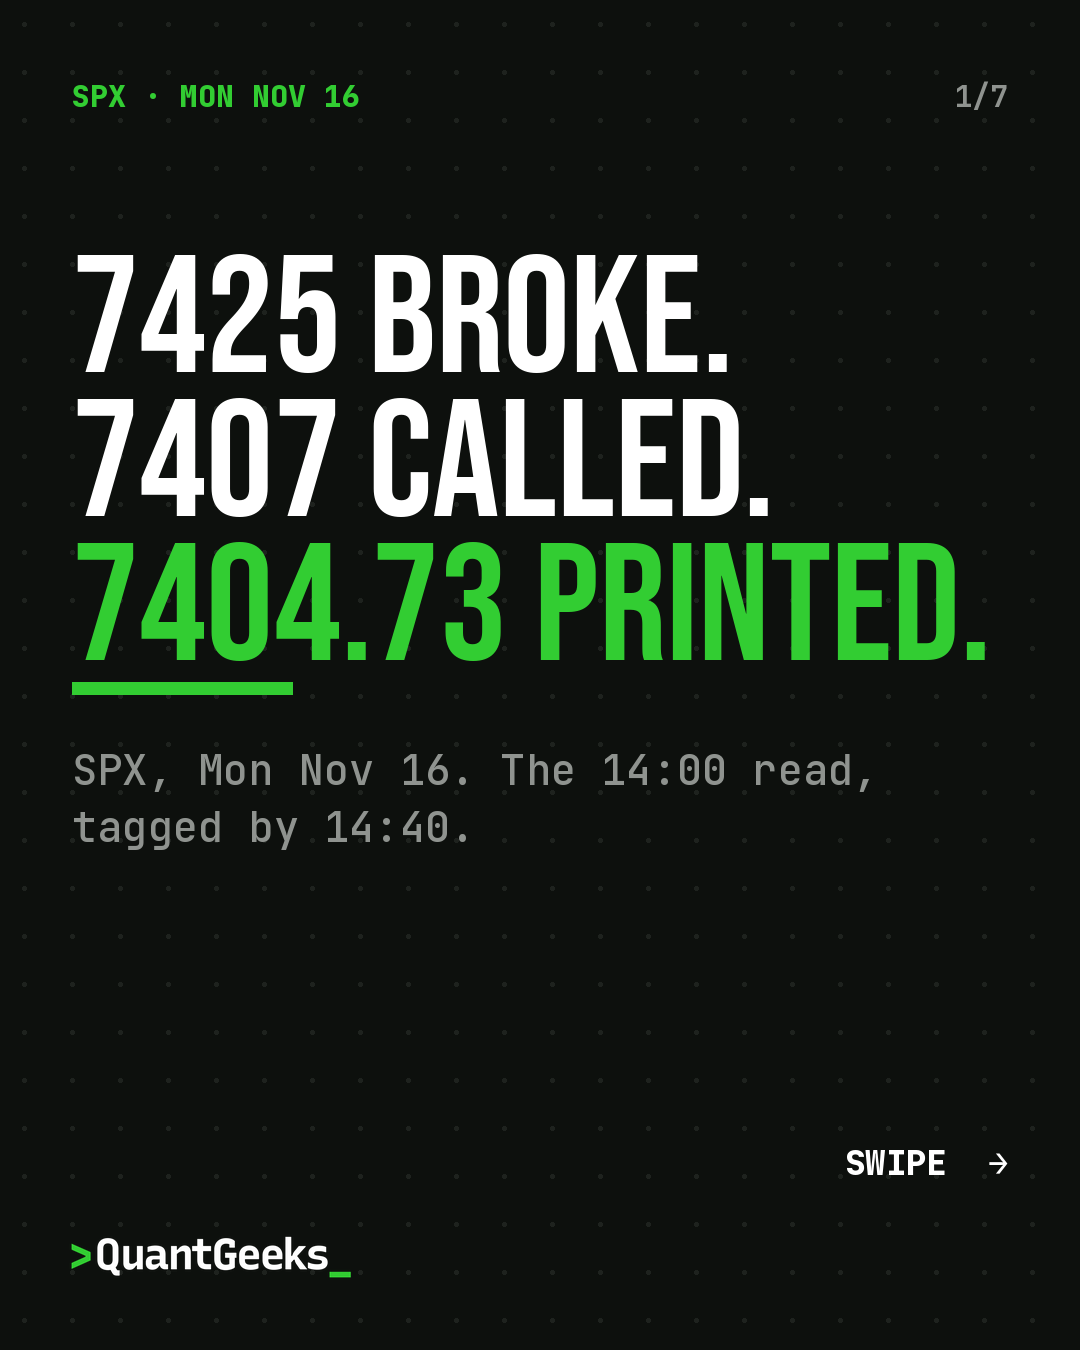 SPX · MON NOV 16
1/7
7425 BROKE.
7407 CALLED.
7404.73 PRINTED.
SPX, Mon Nov 16. The 14:00 read,
tagged by 14:40.
SWIPE →
>QuantGeeks_